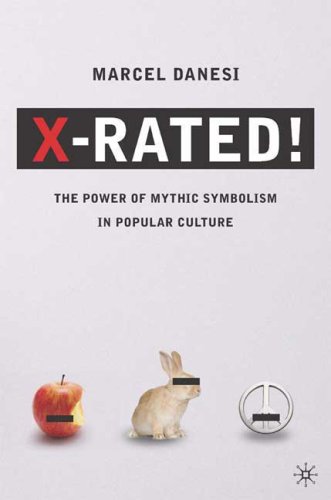 MARCEL DANESI
X-RATED!
THE POWER OF MYTHIC SYMBOLISM
IN POPULAR CULTURE